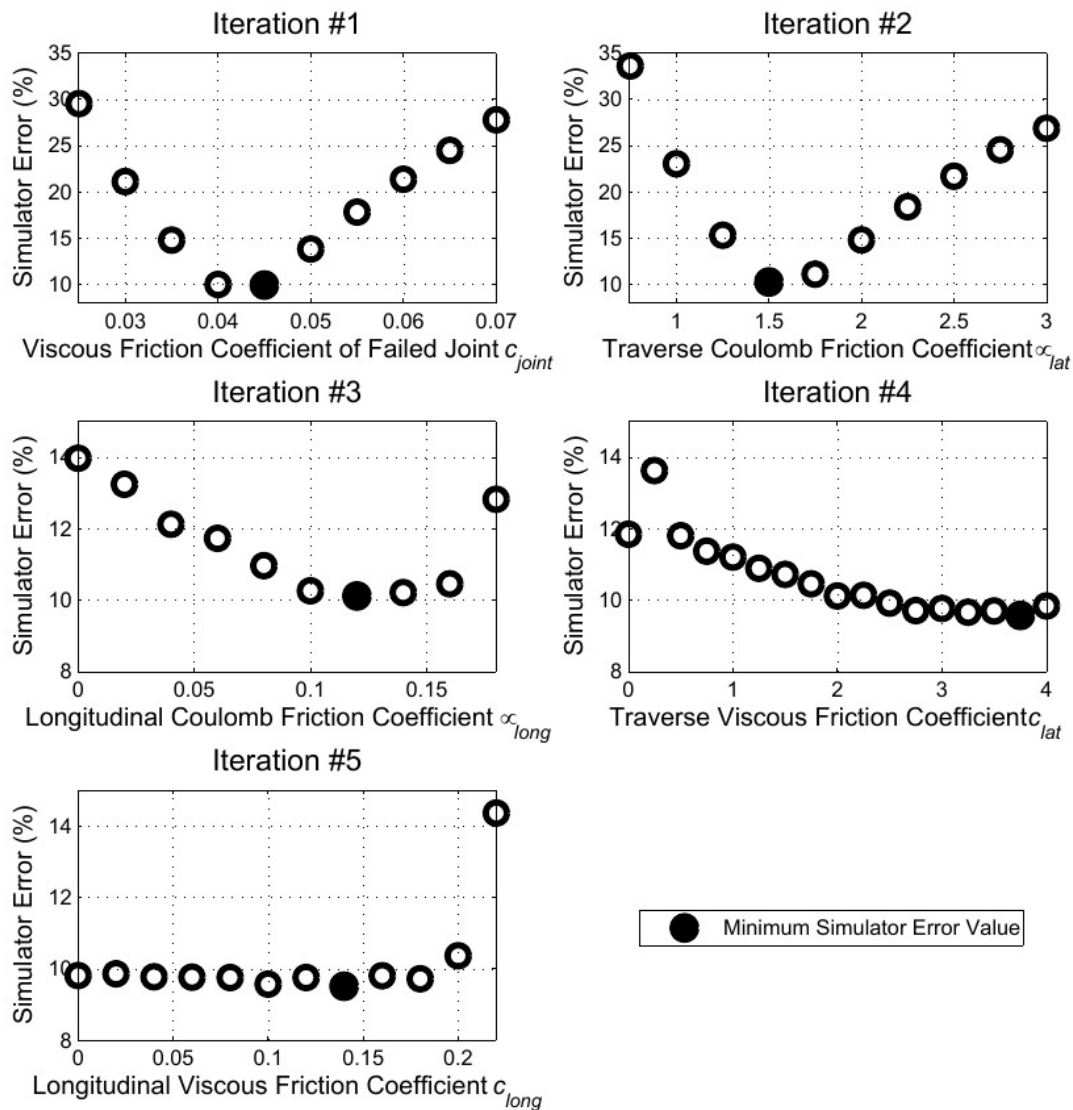 Iteration #1
Simulator Error (%)
35
30
25
20
15
10
0.03 0.04 0.05 0.06 0.07
Viscous Friction Coefficient of Failed Joint c_joint
Iteration #2
Simulator Error (%)
35
30
25
20
15
10
1 1.5 2 2.5 3
Traverse Coulomb Friction Coefficient ∝_lat
Iteration #3
Simulator Error (%)
14
12
10
8
0 0.05 0.1 0.15
Longitudinal Coulomb Friction Coefficient ∝_long
Iteration #4
Simulator Error (%)
14
12
10
8
0 1 2 3 4
Traverse Viscous Friction Coefficient c_lat
Iteration #5
Simulator Error (%)
14
12
10
8
0 0.05 0.1 0.15 0.2
Longitudinal Viscous Friction Coefficient c_long
Minimum Simulator Error Value